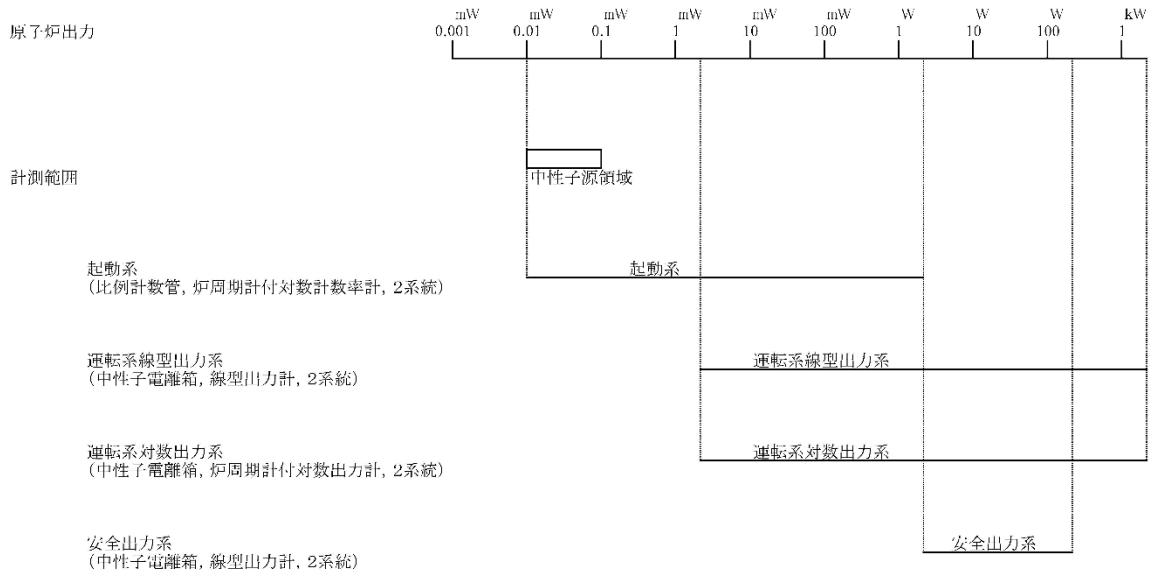 mW mW mW mW mW mW W W W kW
原子炉出力 0.001 0.01 0.1 1 10 100 1 10 100 1
計測範囲
中性子源領域
起動系
(比例計数管, 炉周期計付対数計数率計, 2系統)
起動系
運転系線型出力系
(中性子電離箱, 線型出力計, 2系統)
運転系線型出力系
運転系対数出力系
(中性子電離箱, 炉周期計付対数出力計, 2系統)
運転系対数出力系
安全出力系
(中性子電離箱, 線型出力計, 2系統)
安全出力系